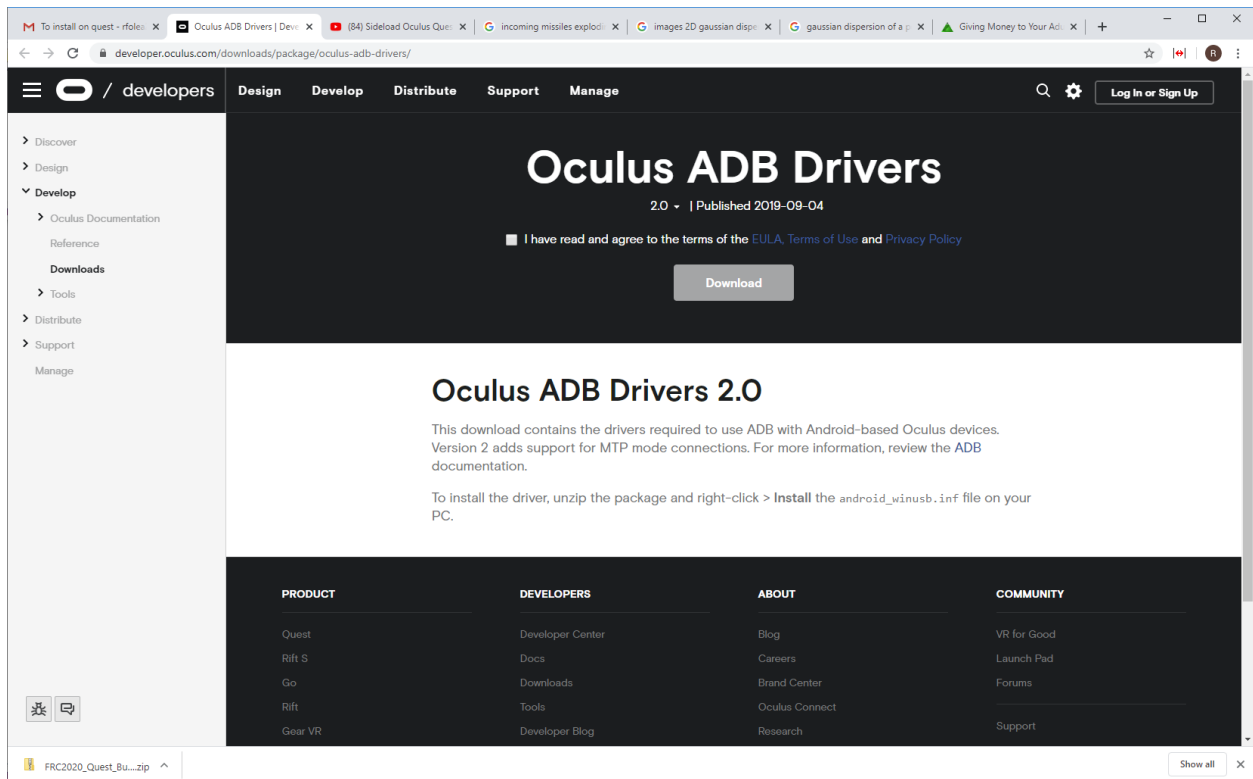 To install on quest - rfolea
Oculus ADB Drivers | Deve
(84) Sideload Oculus Ques
incoming missiles explodi
images 2D gaussian dispe
gaussian dispersion of a p
Giving Money to Your Adu
developer.oculus.com/downloads/package/oculus-adb-drivers/
R
/ developers
Design Develop Distribute Support Manage
Log In or Sign Up
Discover
Design
Develop
Oculus Documentation
Reference
Downloads
Tools
Distribute
Support
Manage
Oculus ADB Drivers
2.0 | Published 2019-09-04
I have read and agree to the terms of the EULA, Terms of Use and Privacy Policy
Download
Oculus ADB Drivers 2.0
This download contains the drivers required to use ADB with Android-based Oculus devices.
Version 2 adds support for MTP mode connections. For more information, review the ADB
documentation.
To install the driver, unzip the package and right-click > Install the android_winusb.inf file on your
PC.
PRODUCT
Quest
Rift S
Go
Rift
Gear VR
DEVELOPERS
Developer Center
Docs
Downloads
Tools
Developer Blog
ABOUT
Blog
Careers
Brand Center
Oculus Connect
Research
COMMUNITY
VR for Good
Launch Pad
Forums
Support
FRC2020_Quest_Bu....zip
Show all